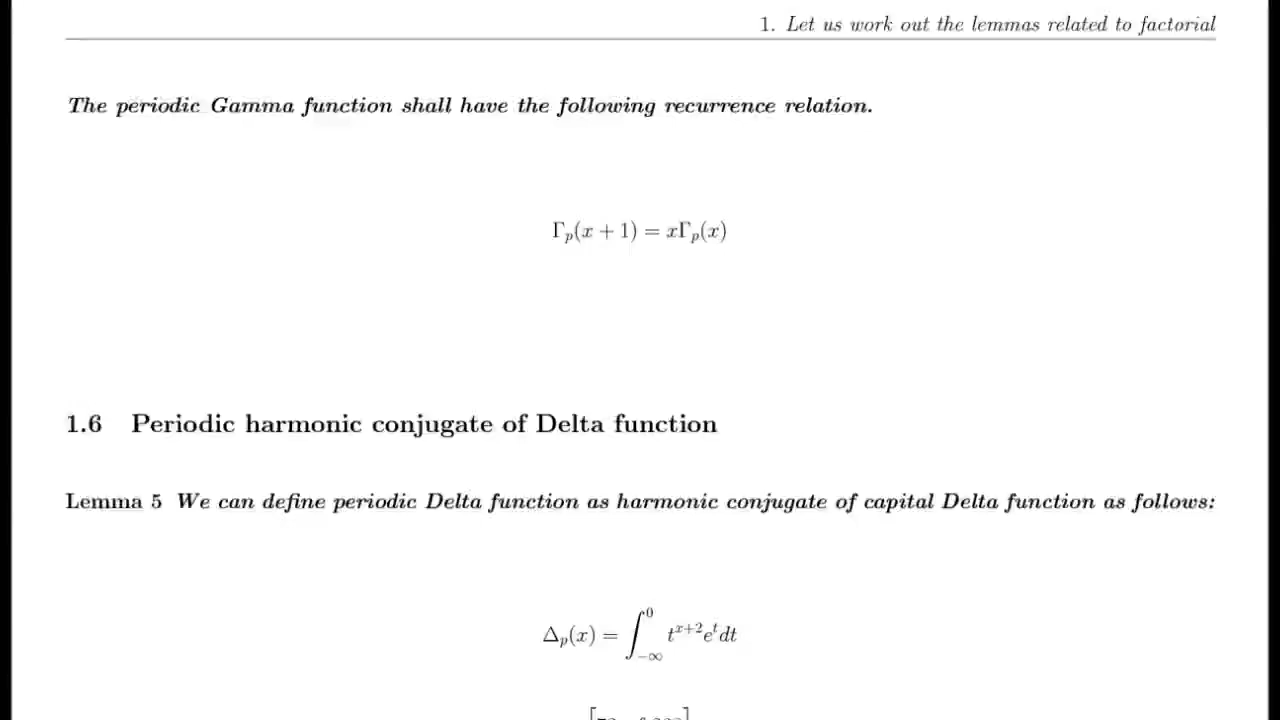 1. Let us work out the lemmas related to factorial
The periodic Gamma function shall have the following recurrence relation.
Γ_p(x + 1) = xΓ_p(x)
1.6 Periodic harmonic conjugate of Delta function
Lemma 5 We can define periodic Delta function as harmonic conjugate of capital Delta function as follows:
Δ_p(x) = ∫_{-∞}^{0} t^{x+2} e^t dt